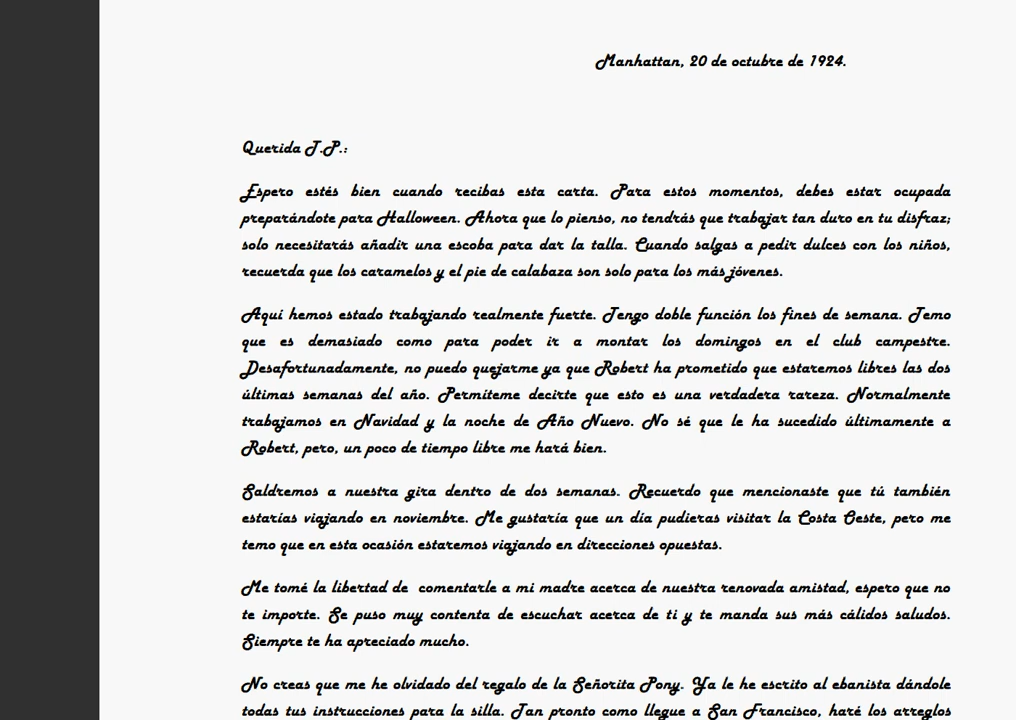 Manhattan, 20 de octubre de 1924.
Querida T.P.:
Espero estés bien cuando recibas esta carta. Para estos momentos, debes estar ocupada
preparándote para Halloween. Ahora que lo pienso, no tendrás que trabajar tan duro en tu disfraz;
solo necesitarás añadir una escoba para dar la talla. Cuando salgas a pedir dulces con los niños,
recuerda que los caramelos y el pie de calabaza son solo para los más jóvenes.
Aquí hemos estado trabajando realmente fuerte. Tengo doble función los fines de semana. Temo
que es demasiado como para poder ir a montar los domingos en el club campestre.
Desafortunadamente, no puedo quejarme ya que Robert ha prometido que estaremos libres las dos
últimas semanas del año. Permíteme decirte que esto es una verdadera rareza. Normalmente
trabajamos en Navidad y la noche de Año Nuevo. No sé que le ha sucedido últimamente a
Robert, pero, un poco de tiempo libre me hará bien.
Saldremos a nuestra gira dentro de dos semanas. Recuerdo que mencionaste que tú también
estarías viajando en noviembre. Me gustaría que un día pudieras visitar la Costa Oeste, pero me
temo que en esta ocasión estaremos viajando en direcciones opuestas.
Me tomé la libertad de comentarle a mi madre acerca de nuestra renovada amistad, espero que no
te importe. Se puso muy contenta de escuchar acerca de ti y te manda sus más cálidos saludos.
Siempre te ha apreciado mucho.
No creas que me he olvidado del regalo de la Señorita Pony. Ya le he escrito al ebanista dándole
todas tus instrucciones para la silla. Tan pronto como llegue a San Francisco, haré los arreglos